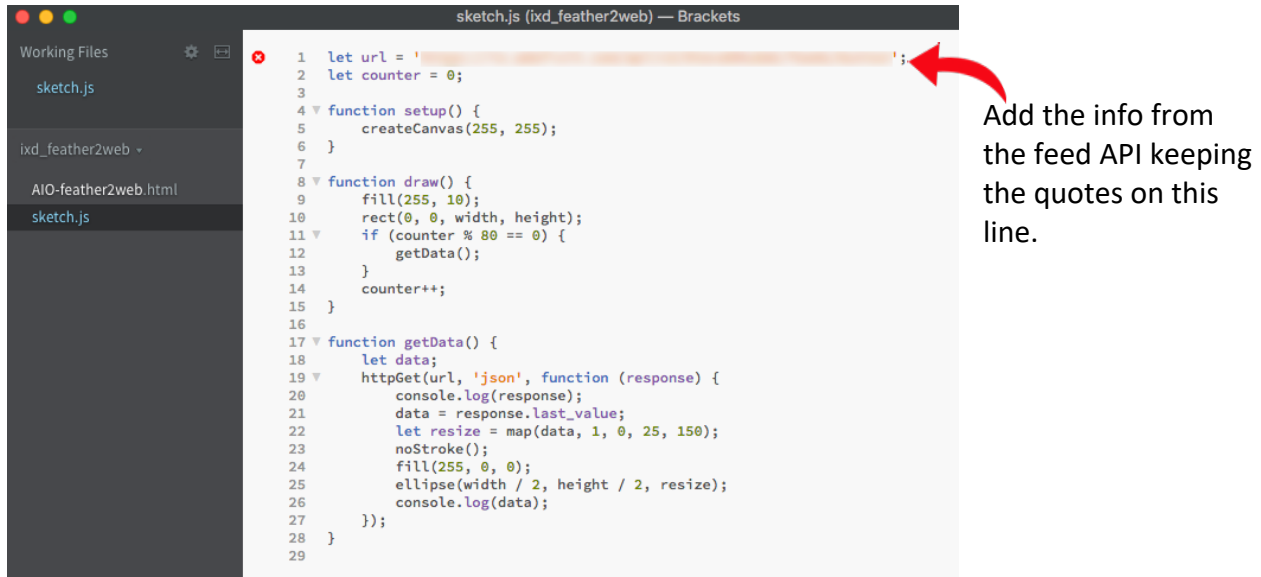 sketch.js (ixd_feather2web) — Brackets
Working Files
sketch.js
ixd_feather2web
AIO-feather2web.html
sketch.js
1 let url = '';
2 let counter = 0;
3
4 function setup() {
5 createCanvas(255, 255);
6 }
7
8 function draw() {
9 fill(255, 10);
10 rect(0, 0, width, height);
11 if (counter % 80 == 0) {
12 getData();
13 }
14 counter++;
15 }
16
17 function getData() {
18 let data;
19 httpGet(url, 'json', function (response) {
20 console.log(response);
21 data = response.last_value;
22 let resize = map(data, 1, 0, 25, 150);
23 noStroke();
24 fill(255, 0, 0);
25 ellipse(width / 2, height / 2, resize);
26 console.log(data);
27 });
28 }
29
Add the info from
the feed API keeping
the quotes on this
line.